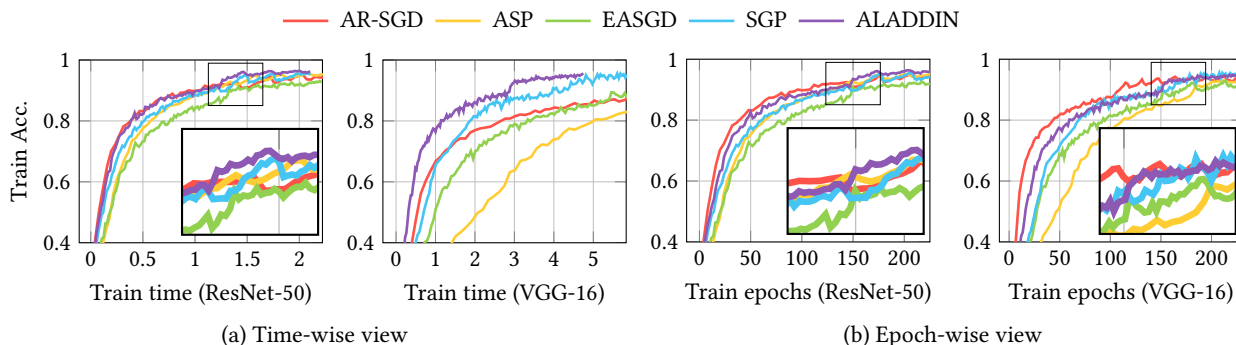 AR-SGD ASP EASGD SGP ALADDIN
Train Acc.
1
0.8
0.6
0.4
0 0.5 1 1.5 2
Train time (ResNet-50)
1
0.8
0.6
0.4
0 1 2 3 4 5
Train time (VGG-16)
(a) Time-wise view
1
0.8
0.6
0.4
0 50 100 150 200
Train epochs (ResNet-50)
1
0.8
0.6
0.4
0 50 100 150 200
Train epochs (VGG-16)
(b) Epoch-wise view